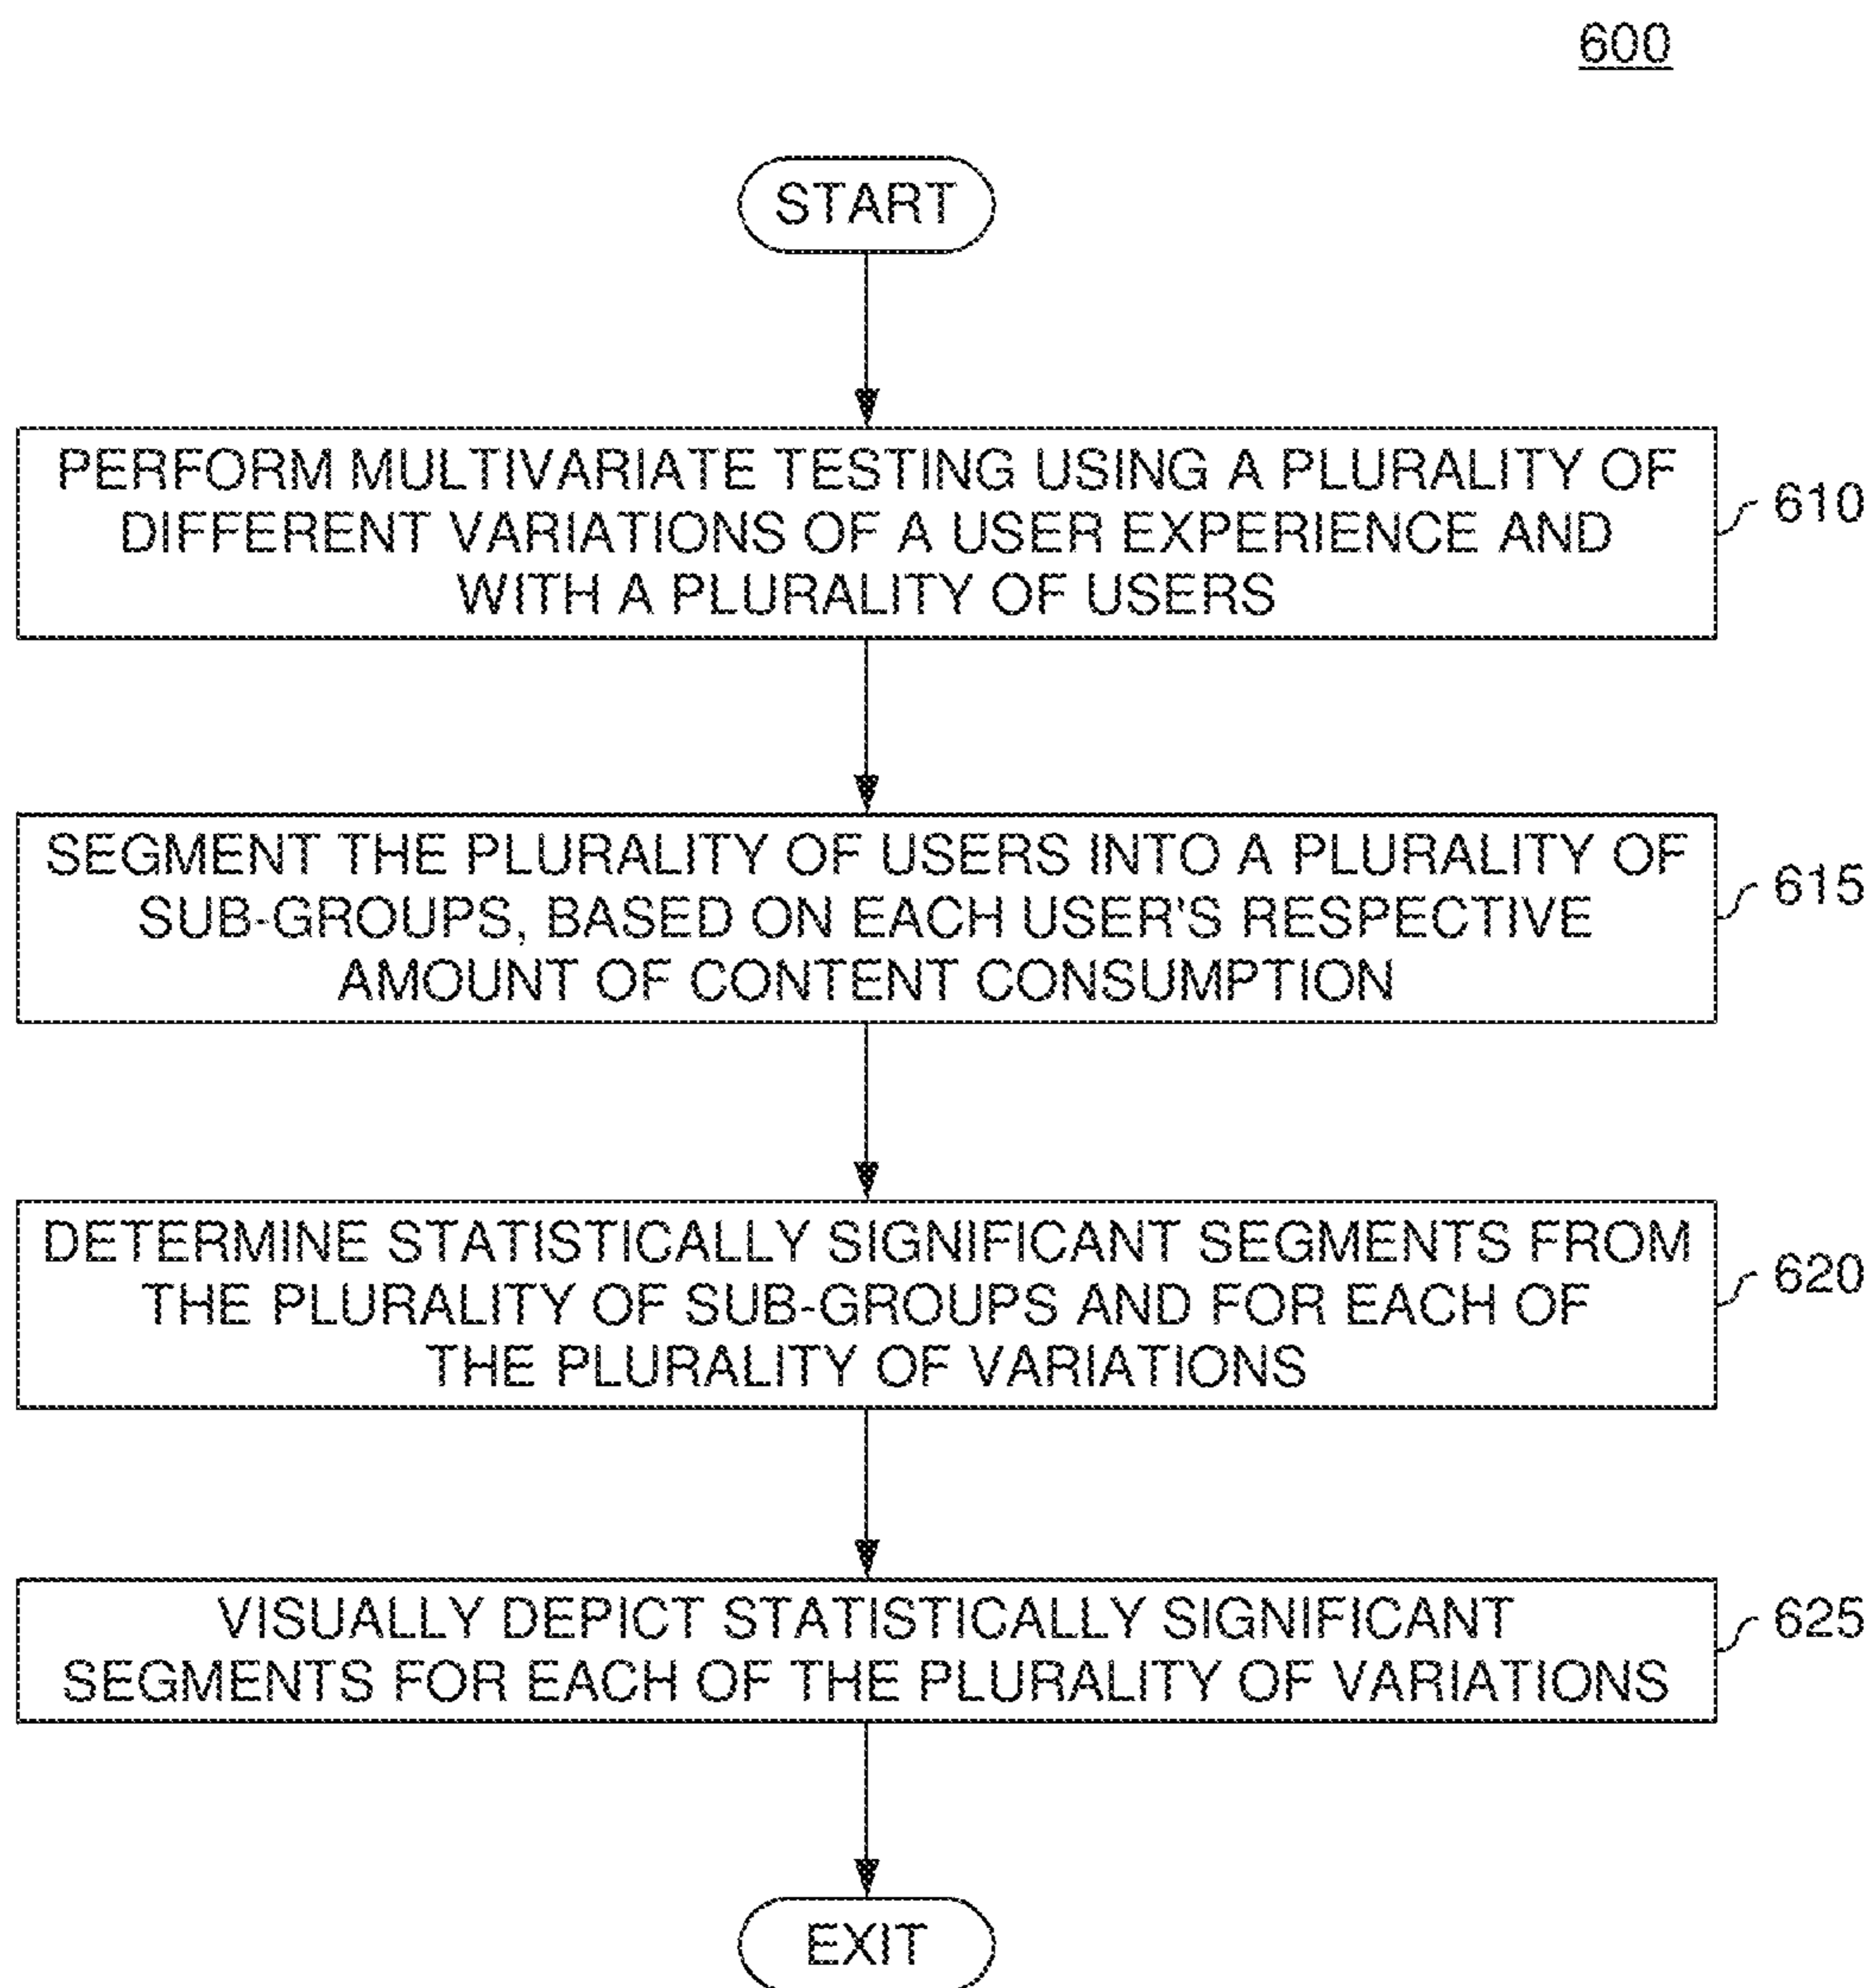 600
START
PERFORM MULTIVARIATE TESTING USING A PLURALITY OF
DIFFERENT VARIATIONS OF A USER EXPERIENCE AND
WITH A PLURALITY OF USERS
610
SEGMENT THE PLURALITY OF USERS INTO A PLURALITY OF
SUB-GROUPS, BASED ON EACH USER'S RESPECTIVE
AMOUNT OF CONTENT CONSUMPTION
615
DETERMINE STATISTICALLY SIGNIFICANT SEGMENTS FROM
THE PLURALITY OF SUB-GROUPS AND FOR EACH OF
THE PLURALITY OF VARIATIONS
620
VISUALLY DEPICT STATISTICALLY SIGNIFICANT
SEGMENTS FOR EACH OF THE PLURALITY OF VARIATIONS
625
EXIT